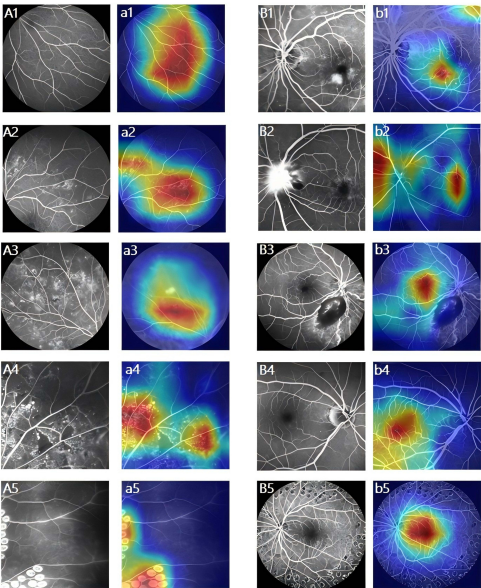 A1 a1 B1 b1
A2 a2 B2 b2
A3 a3 B3 b3
A4 a4 B4 b4
A5 a5 B5 b5